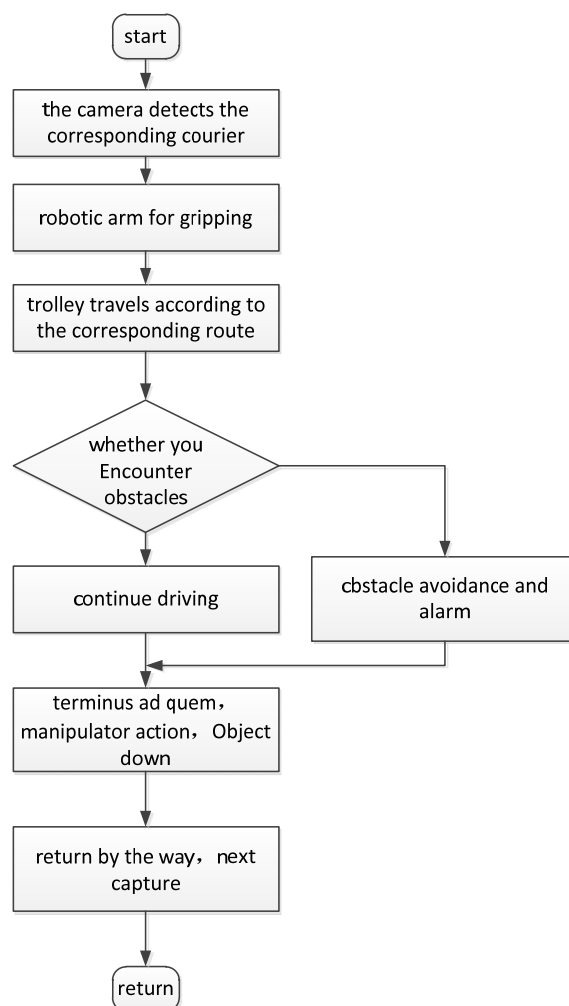 start
the camera detects the
corresponding courier
robotic arm for gripping
trolley travels according to
the corresponding route
whether you
Encounter
obstacles
continue driving
cbstacle avoidance and
alarm
terminus ad quem，
manipulator action，Object
down
return by the way，next
capture
return